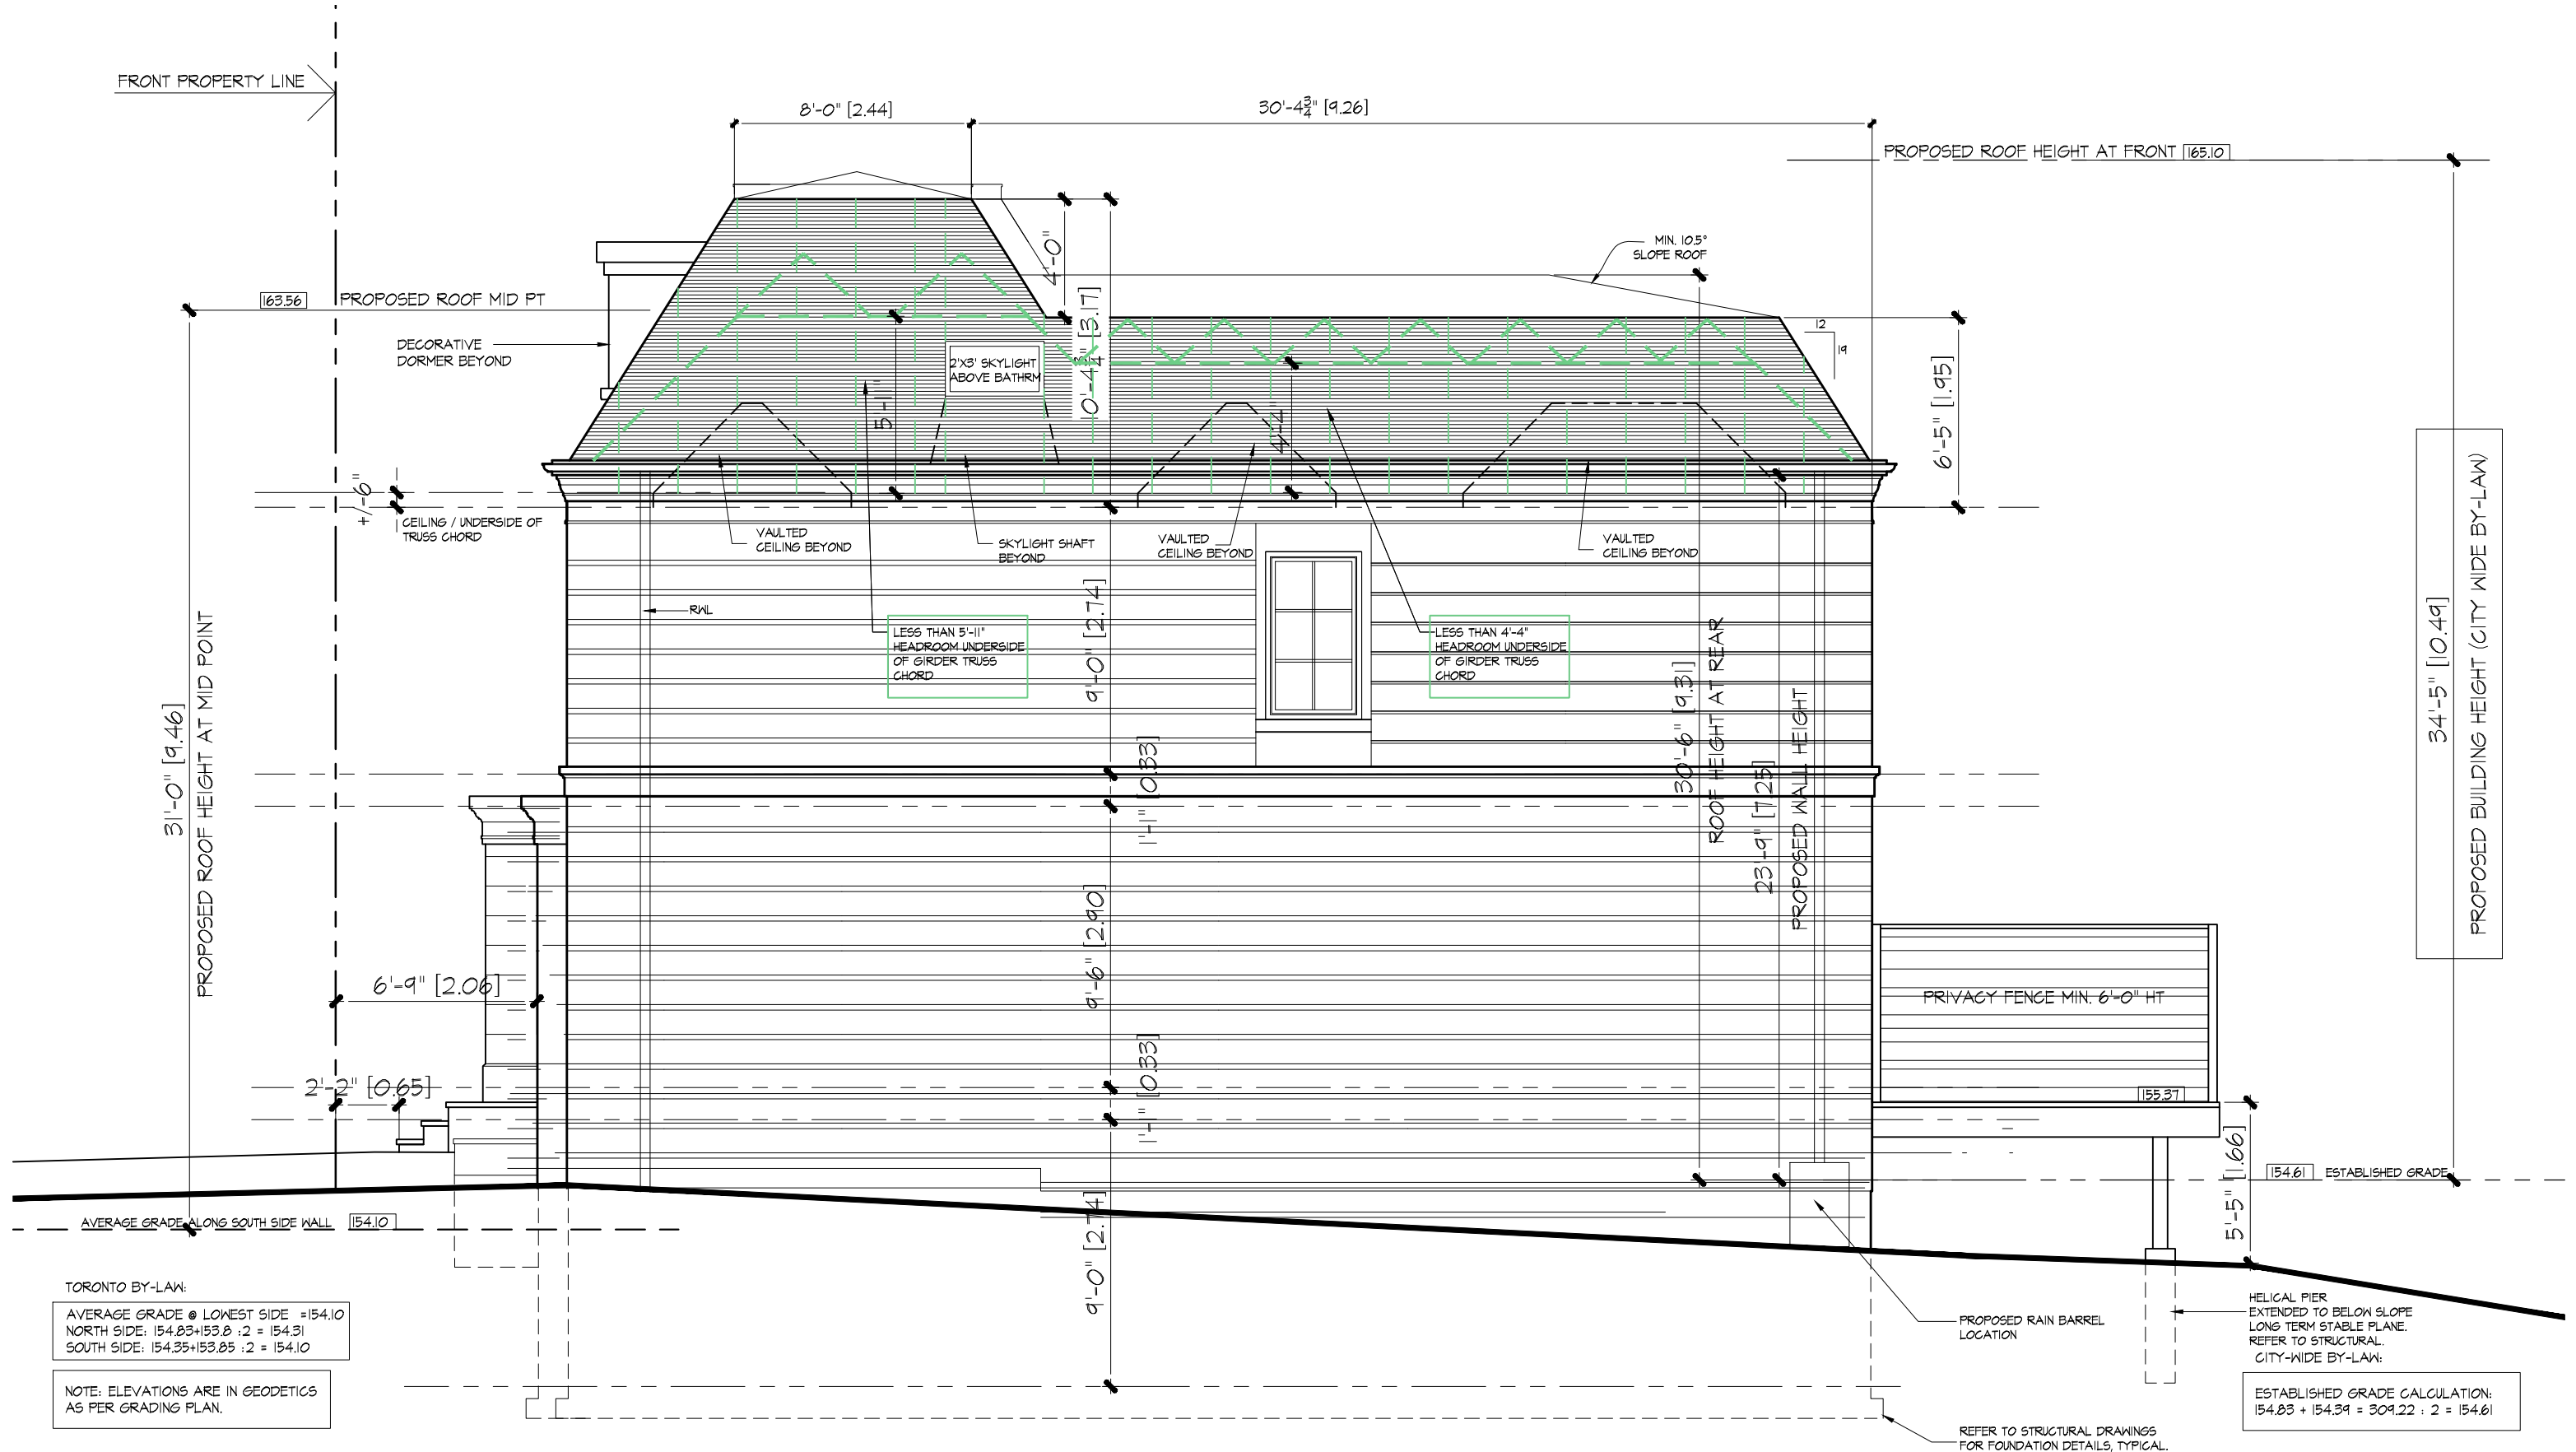 FRONT PROPERTY LINE
8'-0" [2.44]
30'-4¾" [9.26]
PROPOSED ROOF HEIGHT AT FRONT 165.10
MIN. 10.5°
SLOPE ROOF
4'-0"
163.56 PROPOSED ROOF MID PT
DECORATIVE
DORMER BEYOND
2'X3' SKYLIGHT
ABOVE BATHRM
10'-4¾" [3.17]
12
19
5'-11"
4'-4"
6'-5" [1.95]
+/-6"
CEILING / UNDERSIDE OF
TRUSS CHORD
VAULTED
CEILING BEYOND
SKYLIGHT SHAFT
BEYOND
VAULTED
CEILING BEYOND
VAULTED
CEILING BEYOND
RWL
LESS THAN 5'-11"
HEADROOM UNDERSIDE
OF GIRDER TRUSS
CHORD
LESS THAN 4'-4"
HEADROOM UNDERSIDE
OF GIRDER TRUSS
CHORD
9'-0" [2.74]
31'-0" [9.46]
PROPOSED ROOF HEIGHT AT MID POINT
30'-6" [9.31]
ROOF HEIGHT AT REAR
23'-9" [7.25]
PROPOSED WALL HEIGHT
34'-5" [10.49]
PROPOSED BUILDING HEIGHT (CITY WIDE BY-LAW)
1'-1" [0.33]
9'-6" [2.90]
6'-9" [2.06]
PRIVACY FENCE MIN. 6'-0" HT
2'-2" [0.65]
1'-1" [0.33]
155.37
5'-5" [1.66]
154.61 ESTABLISHED GRADE
AVERAGE GRADE ALONG SOUTH SIDE WALL 154.10
9'-0" [2.74]
TORONTO BY-LAW:
AVERAGE GRADE @ LOWEST SIDE =154.10
NORTH SIDE: 154.83+153.8 :2 = 154.31
SOUTH SIDE: 154.35+153.85 :2 = 154.10
NOTE: ELEVATIONS ARE IN GEODETICS
AS PER GRADING PLAN.
PROPOSED RAIN BARREL
LOCATION
HELICAL PIER
EXTENDED TO BELOW SLOPE
LONG TERM STABLE PLANE.
REFER TO STRUCTURAL.
CITY-WIDE BY-LAW:
ESTABLISHED GRADE CALCULATION:
154.83 + 154.39 = 309.22 : 2 = 154.61
REFER TO STRUCTURAL DRAWINGS
FOR FOUNDATION DETAILS, TYPICAL.